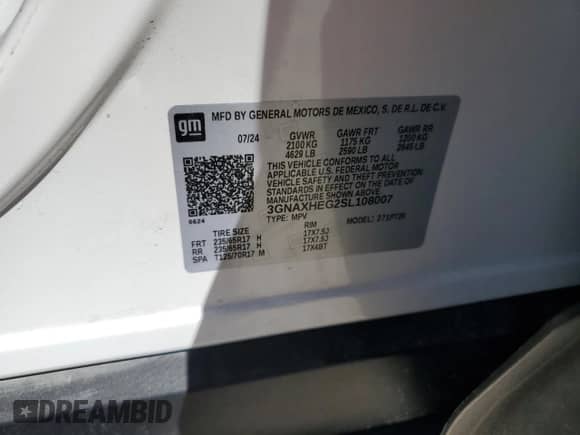 MFD BY GENERAL MOTORS DE MEXICO, S. DE R.L. DE C.V.
gm
07/24 GVWR GAWR FRT GAWR RR
2100 KG 1175 KG 1200 KG
4629 LB 2590 LB 2645 LB
THIS VEHICLE CONFORMS TO ALL
APPLICABLE U.S. FEDERAL MOTOR
VEHICLE SAFETY AND THEFT PREVENTION
STANDARDS IN EFFECT ON THE DATE OF
MANUFACTURE SHOWN ABOVE.
3GNAXHEG2SL108007
0624
TYPE: MPV MODEL:
TIRE SIZE RIM
FRT 235/65R17 H 17X7.5J
RR 235/65R17 H 17X7.5J
SPA T125/70R17 M 17X4BT
DREAMBID